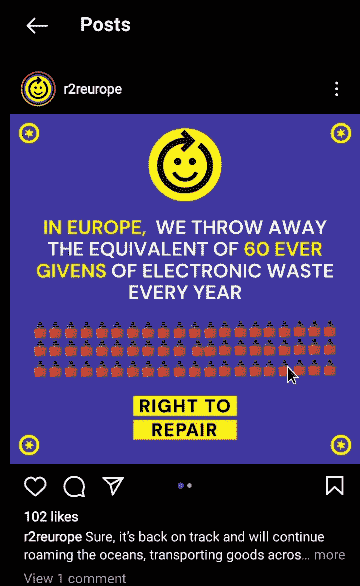 Posts
r2reurope
IN EUROPE, WE THROW AWAY
THE EQUIVALENT OF 60 EVER
GIVENS OF ELECTRONIC WASTE
EVERY YEAR
RIGHT TO
REPAIR
102 likes
r2reurope Sure, it's back on track and will continue
roaming the oceans, transporting goods acros... more
View 1 comment